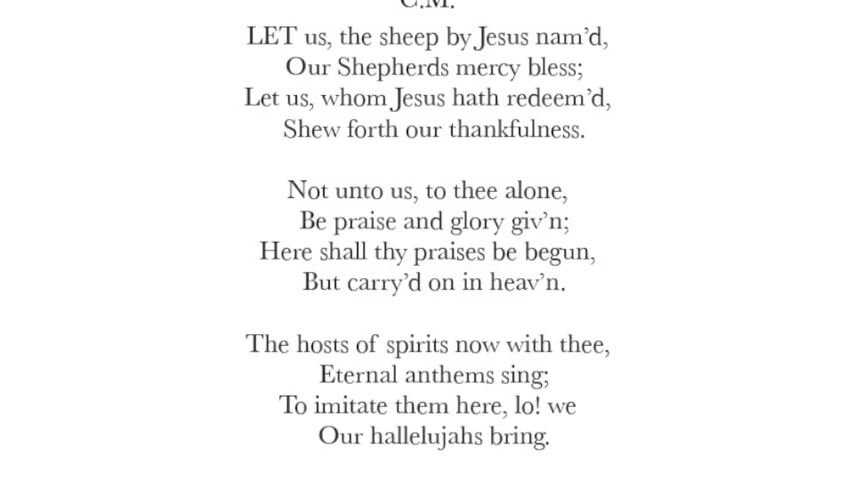 C.M.
LET us, the sheep by Jesus nam’d,
Our Shepherds mercy bless;
Let us, whom Jesus hath redeem’d,
Shew forth our thankfulness.
Not unto us, to thee alone,
Be praise and glory giv’n;
Here shall thy praises be begun,
But carry’d on in heav’n.
The hosts of spirits now with thee,
Eternal anthems sing;
To imitate them here, lo! we
Our hallelujahs bring.